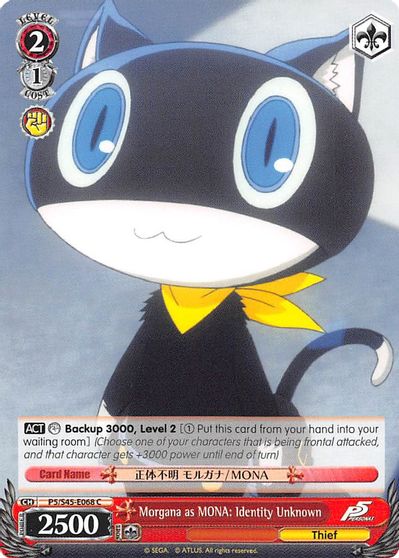 LEVEL
2
1
COST
ACT Backup 3000, Level 2 [① Put this card from your hand into your
waiting room] (Choose one of your characters that is being frontal attacked,
and that character gets +3000 power until end of turn)
Card Name 正体不明 モルガナ/MONA
CH P5/S45-E068 C
2500
Morgana as MONA: Identity Unknown
P5
PERSONA5
Thief
© SEGA. © ATLUS. All rights reserved.